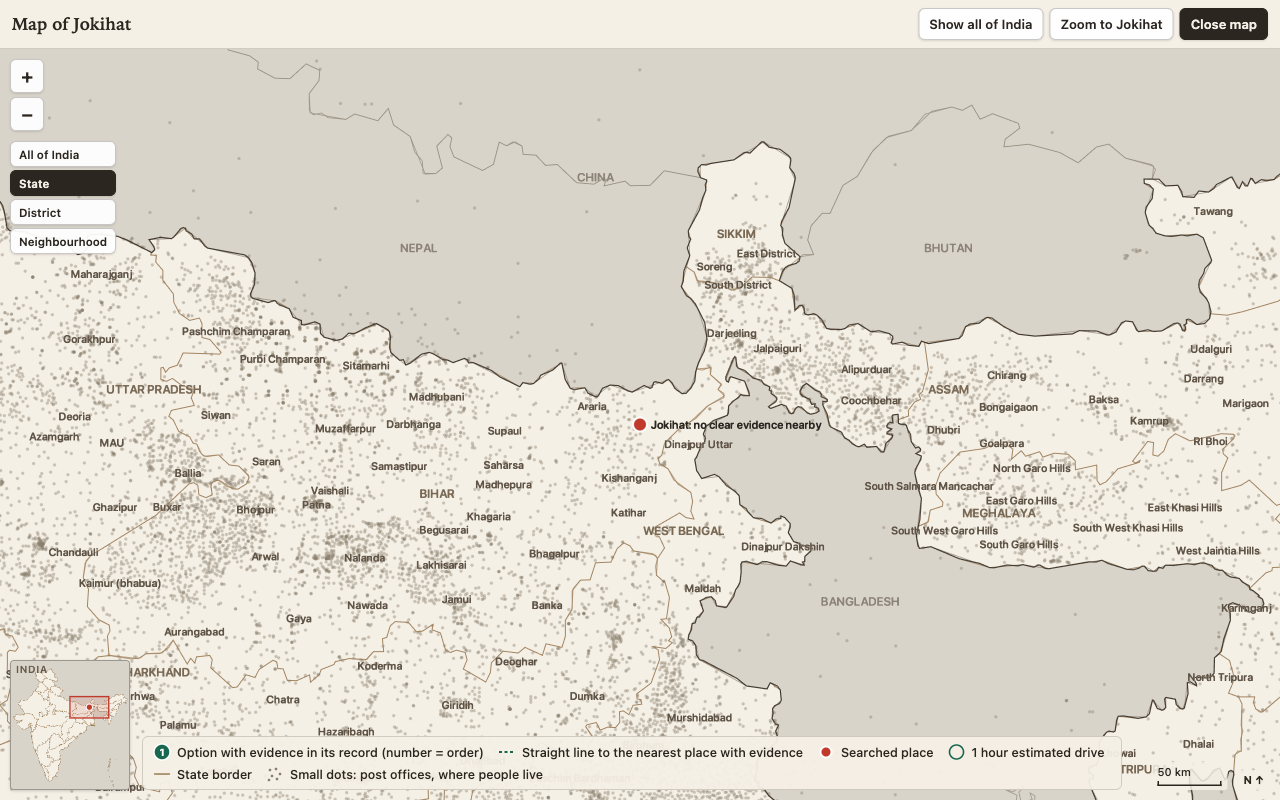 Map of Jokihat
Show all of India
Zoom to Jokihat
Close map
+
−
All of India
State
District
Neighbourhood
CHINA
NEPAL
SIKKIM
BHUTAN
Tawang
East District
Soreng
South District
Maharajganj
Gorakhpur
Pashchim Champaran
Purbi Champaran
Sitamarhi
Darjeeling
Jalpaiguri
Alipurduar
Coochbehar
ASSAM
Chirang
Udalguri
Darrang
Baksa
Marigaon
Bongaigaon
Kamrup
Dhubri
Goalpara
RI Bhoi
UTTAR PRADESH
Madhubani
Araria
Deoria
Siwan
Azamgarh
MAU
Muzaffarpur
Darbhanga
Supaul
Jokihat: no clear evidence nearby
Dinajpur Uttar
Saran
Samastipur
Saharsa
Ballia
Madhepura
Kishanganj
Vaishali
BIHAR
Ghazipur
Buxar
Bhojpur
Patna
Khagaria
Katihar
Begusarai
WEST BENGAL
South Salmara Mancachar
North Garo Hills
East Garo Hills
MEGHALAYA
East Khasi Hills
South West Garo Hills
South West Khasi Hills
South Garo Hills
West Jaintia Hills
Chandauli
Arwal
Nalanda
Lakhisarai
Bhagalpur
Dinajpur Dakshin
Kaimur (bhabua)
Maldah
BANGLADESH
Karimganj
Nawada
Jamui
Banka
Gaya
Aurangabad
INDIA
Koderma
Deoghar
Chatra
Giridih
Dumka
North Tripura
Palamu
Hazaribagh
Murshidabad
Dhalai
1 Option with evidence in its record (number = order)
Straight line to the nearest place with evidence
Searched place
1 hour estimated drive
State border
Small dots: post offices, where people live
50 km
N ↑